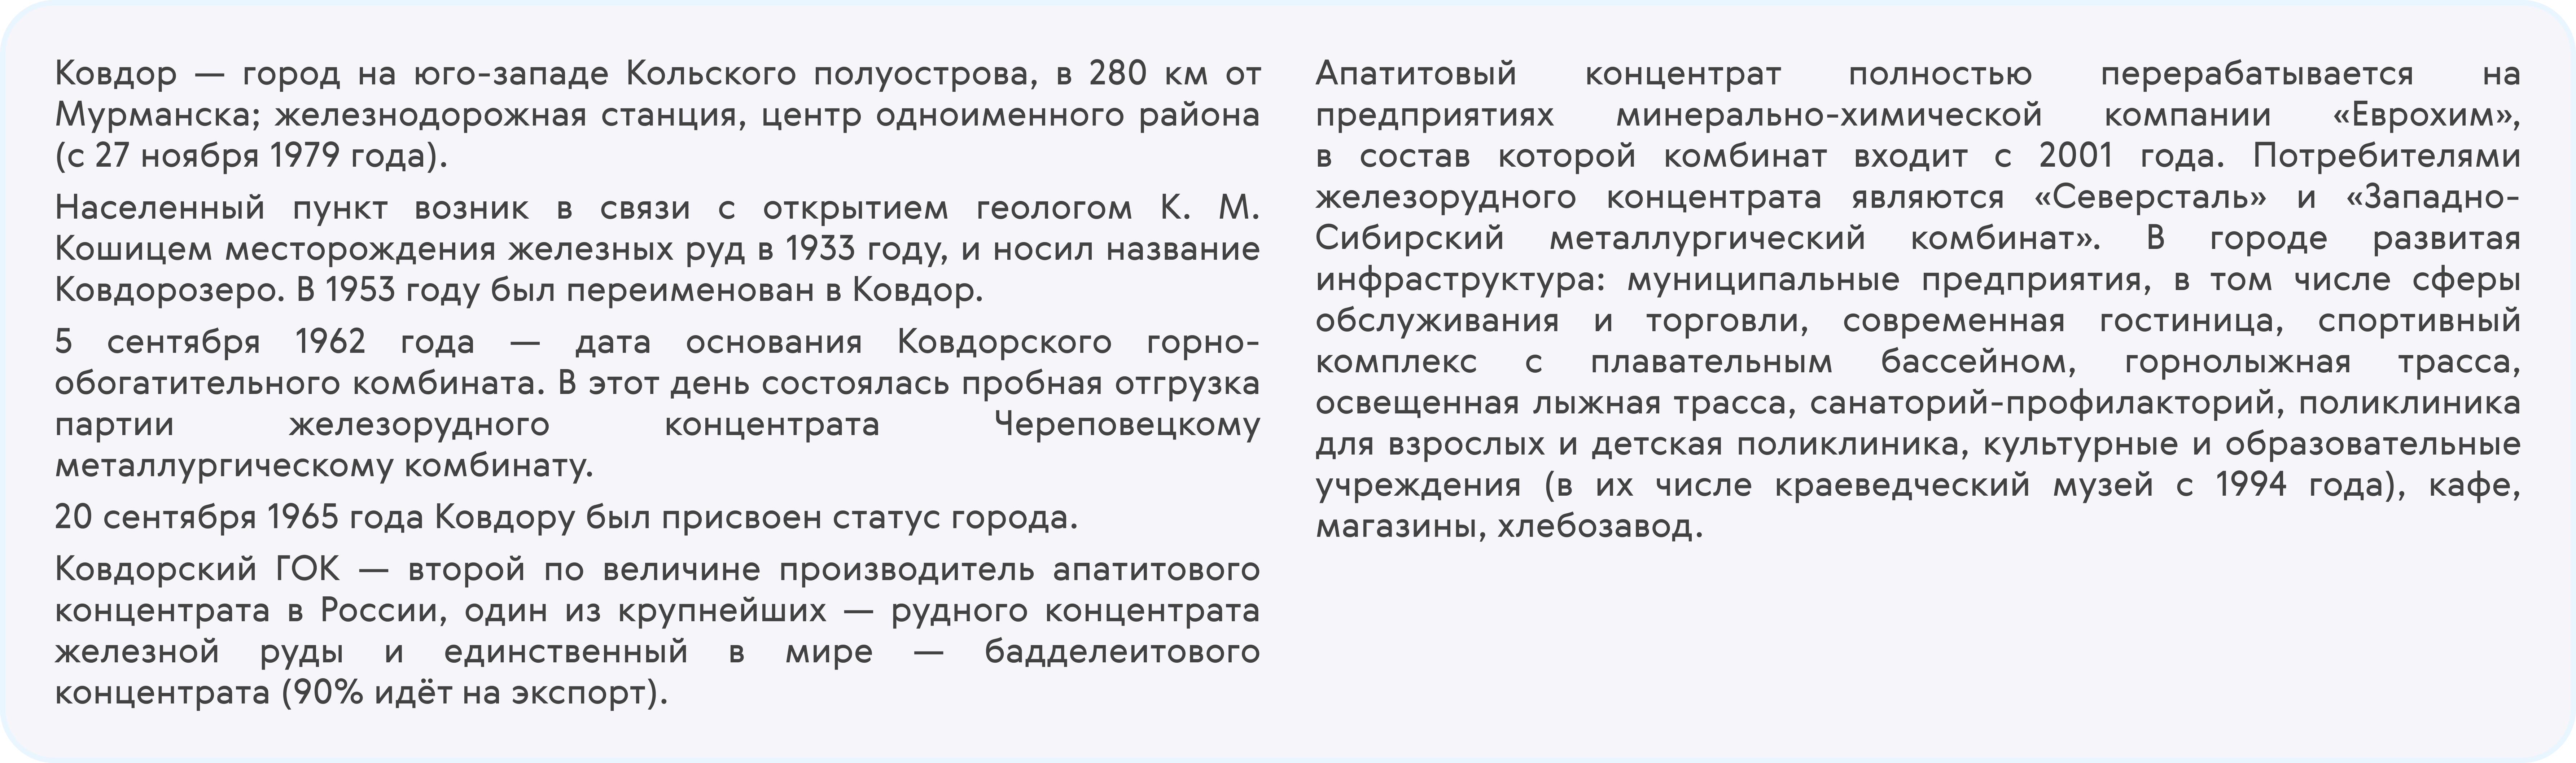 Ковдор — город на юго-западе Кольского полуострова, в 280 км от
Мурманска; железнодорожная станция, центр одноименного района
(с 27 ноября 1979 года).
Населенный пункт возник в связи с открытием геологом К. М.
Кошицем месторождения железных руд в 1933 году, и носил название
Ковдорозеро. В 1953 году был переименован в Ковдор.
5 сентября 1962 года — дата основания Ковдорского горно-
обогатительного комбината. В этот день состоялась пробная отгрузка
партии железорудного концентрата Череповецкому
металлургическому комбинату.
20 сентября 1965 года Ковдору был присвоен статус города.
Ковдорский ГОК — второй по величине производитель апатитового
концентрата в России, один из крупнейших — рудного концентрата
железной руды и единственный в мире — бадделеитового
концентрата (90% идёт на экспорт).
Апатитовый концентрат полностью перерабатывается на
предприятиях минерально-химической компании «Еврохим»,
в состав которой комбинат входит с 2001 года. Потребителями
железорудного концентрата являются «Северсталь» и «Западно-
Сибирский металлургический комбинат». В городе развитая
инфраструктура: муниципальные предприятия, в том числе сферы
обслуживания и торговли, современная гостиница, спортивный
комплекс с плавательным бассейном, горнолыжная трасса,
освещенная лыжная трасса, санаторий-профилакторий, поликлиника
для взрослых и детская поликлиника, культурные и образовательные
учреждения (в их числе краеведческий музей с 1994 года), кафе,
магазины, хлебозавод.